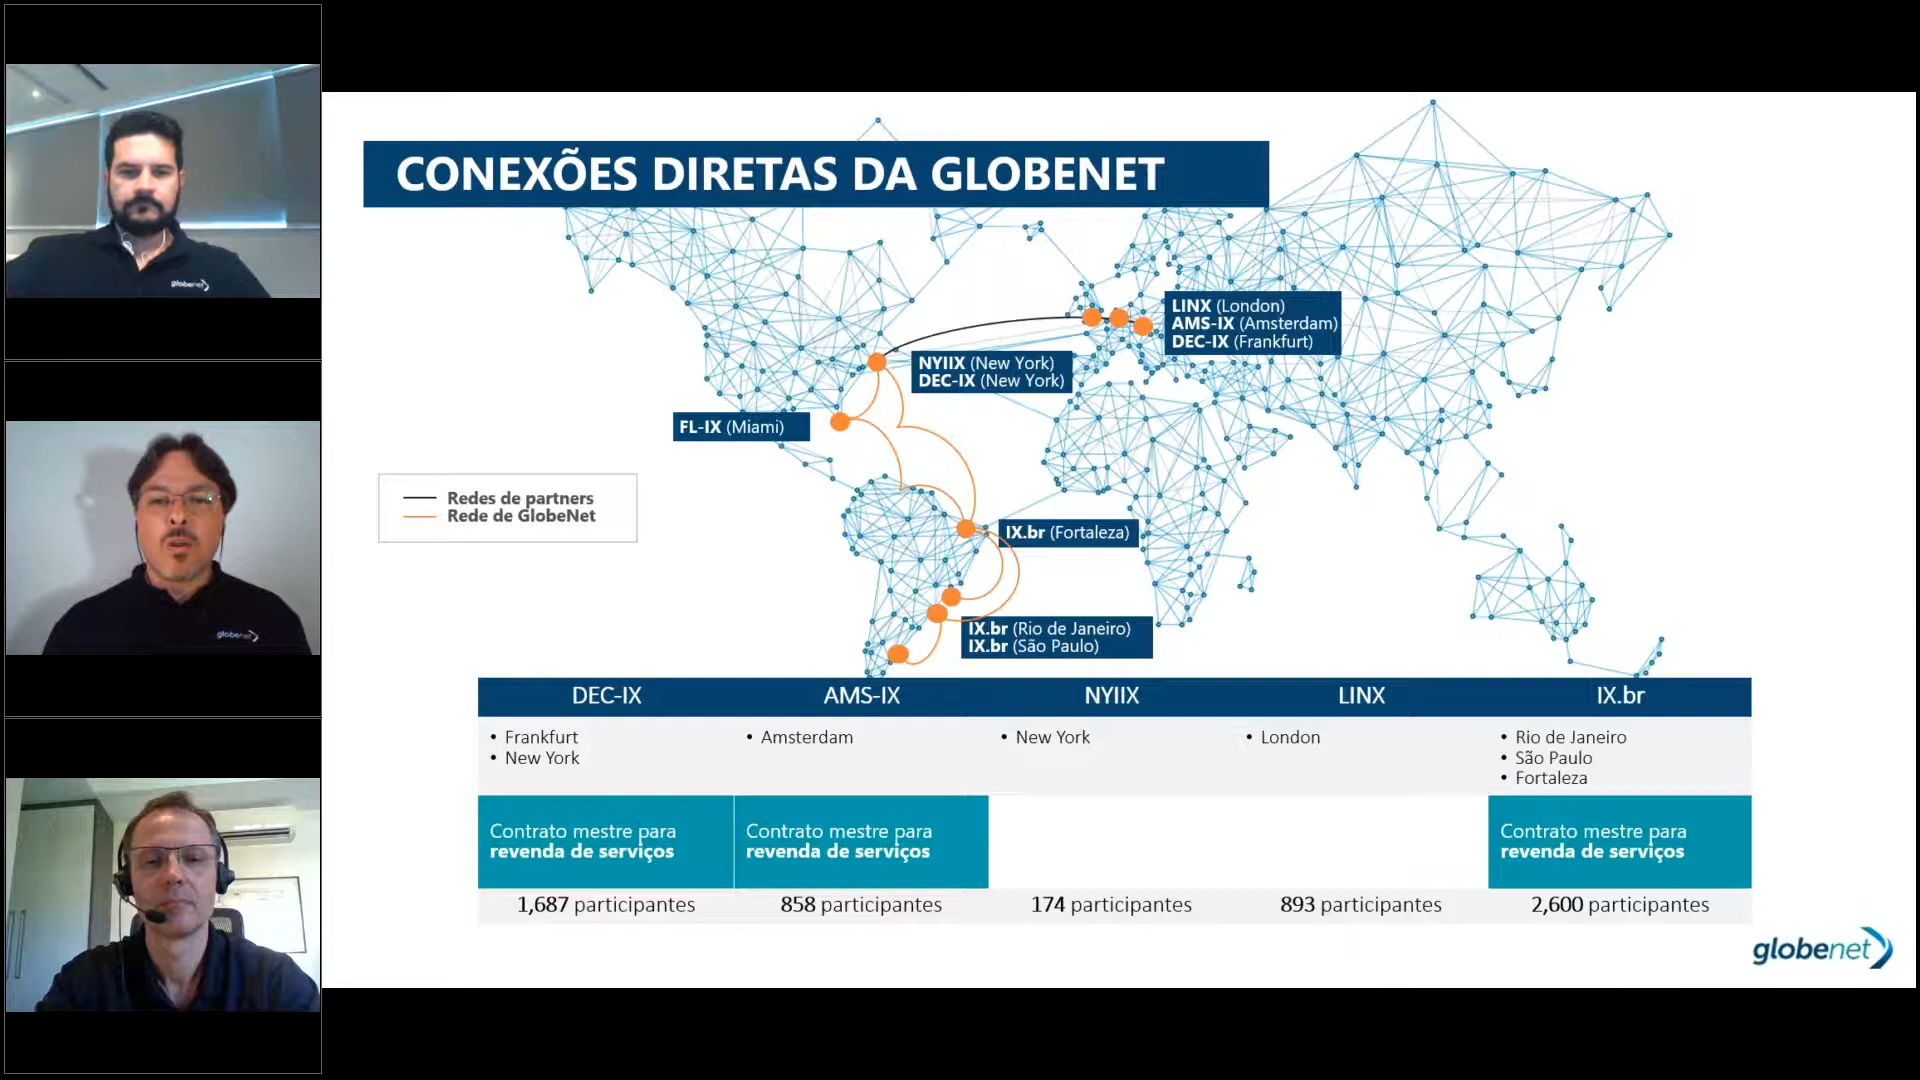 CONEXÕES DIRETAS DA GLOBENET
LINX (London)
AMS-IX (Amsterdam)
DEC-IX (Frankfurt)
NYIIX (New York)
DEC-IX (New York)
FL-IX (Miami)
Redes de partners
Rede de GlobeNet
IX.br (Fortaleza)
IX.br (Rio de Janeiro)
IX.br (São Paulo)
DEC-IX AMS-IX NYIIX LINX IX.br
• Frankfurt • Amsterdam • New York • London • Rio de Janeiro
• New York • São Paulo
• Fortaleza
Contrato mestre para Contrato mestre para Contrato mestre para
revenda de serviços revenda de serviços revenda de serviços
1,687 participantes 858 participantes 174 participantes 893 participantes 2,600 participantes
globenet
globenet
globenet